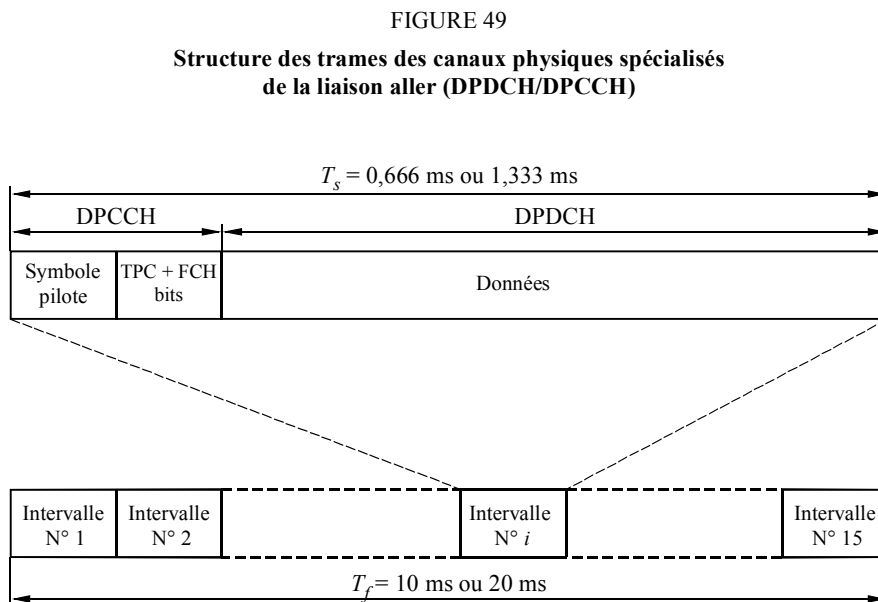 FIGURE 49
Structure des trames des canaux physiques spécialisés
de la liaison aller (DPDCH/DPCCH)
T_s = 0,666 ms ou 1,333 ms
DPCCH DPDCH
Symbole pilote
TPC + FCH bits
Données
Intervalle N° 1
Intervalle N° 2
Intervalle N° i
Intervalle N° 15
T_f = 10 ms ou 20 ms